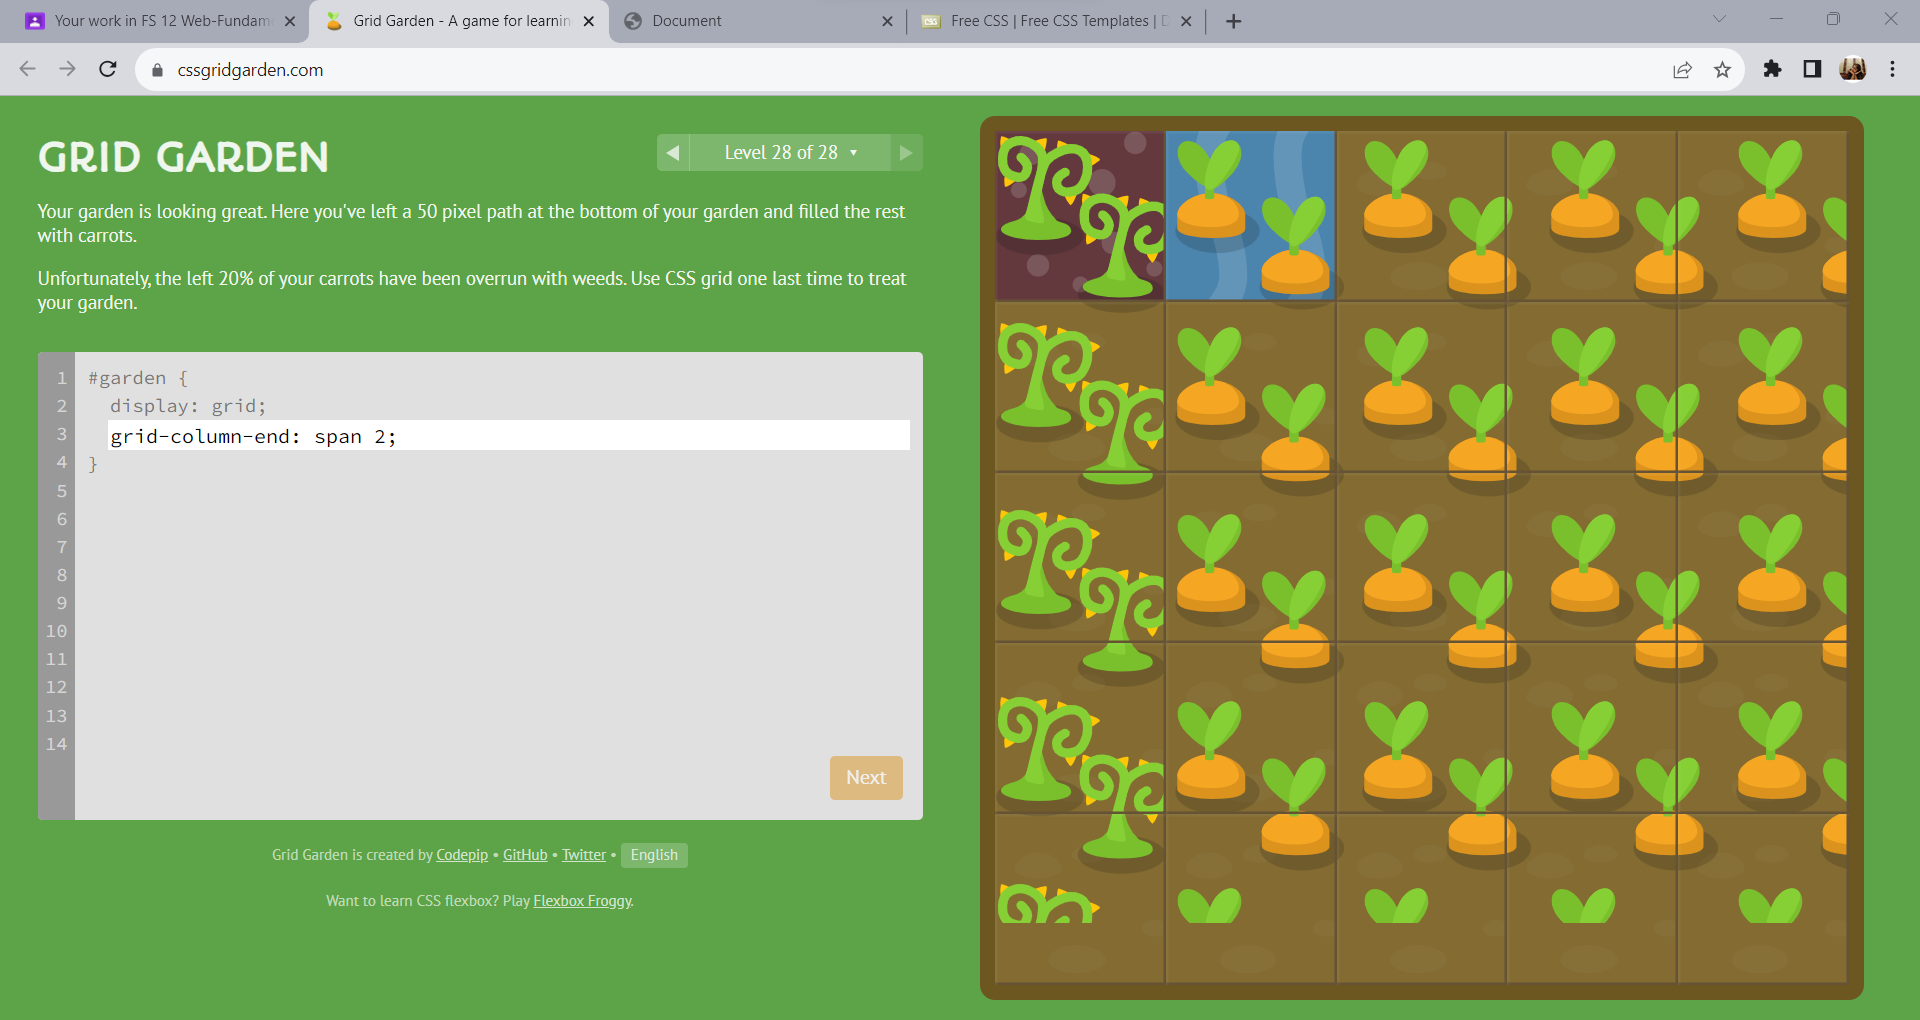 Your work in FS 12 Web-Fundam
Grid Garden - A game for learnin
Document
Free CSS | Free CSS Templates | D
cssgridgarden.com
GRID GARDEN
Level 28 of 28
Your garden is looking great. Here you've left a 50 pixel path at the bottom of your garden and filled the rest
with carrots.
Unfortunately, the left 20% of your carrots have been overrun with weeds. Use CSS grid one last time to treat
your garden.
1 #garden {
2 display: grid;
3 grid-column-end: span 2;
4 }
5
6
7
8
9
10
11
12
13
14
Next
Grid Garden is created by Codepip • GitHub • Twitter • English
Want to learn CSS flexbox? Play Flexbox Froggy.